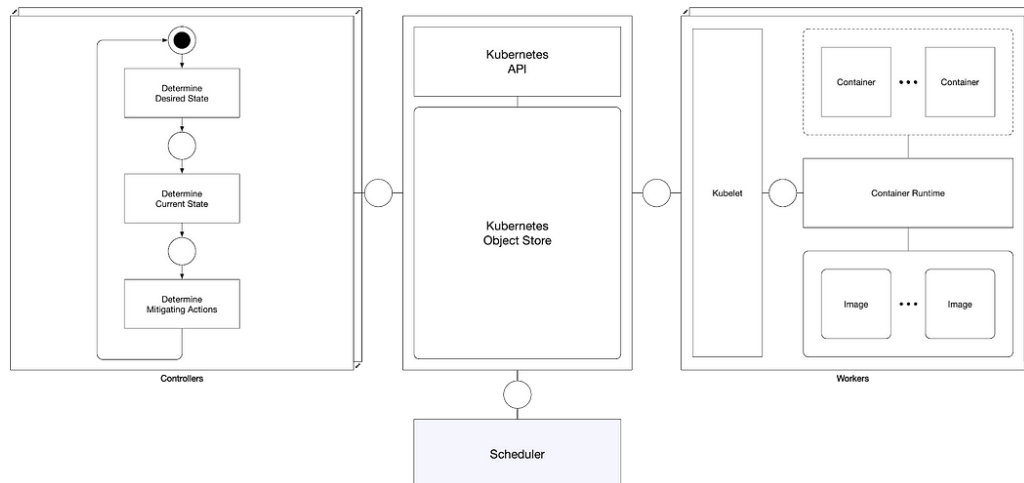 Determine
Desired State
Determine
Current State
Determine
Mitigating Actions
Controllers
Kubernetes
API
Kubernetes
Object Store
Scheduler
Kubelet
Container
Container
Container Runtime
Image
Image
Workers